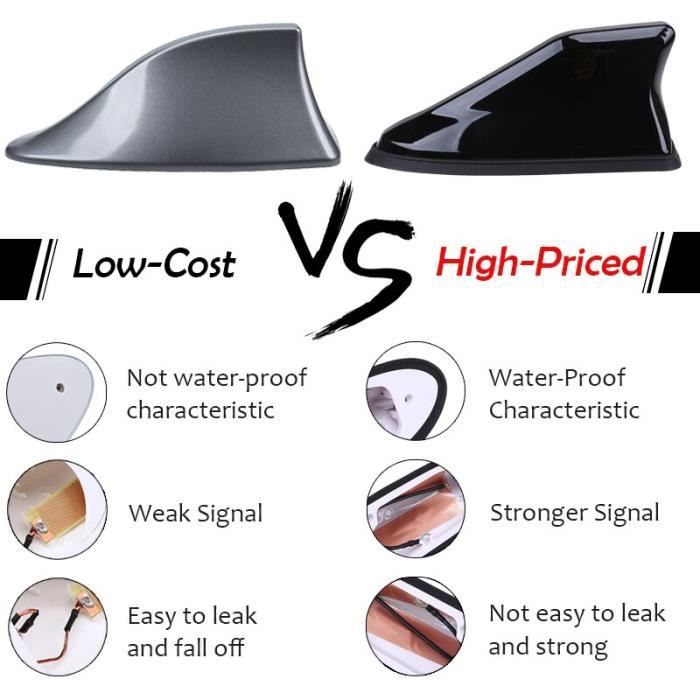 Low-Cost
VS
High-Priced
Not water-proof
characteristic
Water-Proof
Characteristic
Weak Signal
Stronger Signal
Easy to leak
and fall off
Not easy to leak
and strong